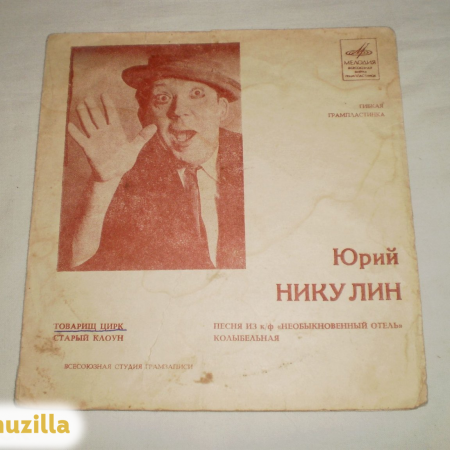 МЕЛОДИЯ
ГИБКАЯ
ГРАМПЛАСТИНКА
Юрий
НИКУЛИН
ТОВАРИЩ ЦИРК
СТАРЫЙ КЛОУН
ПЕСНЯ ИЗ к/ф «НЕОБЫКНОВЕННЫЙ ОТЕЛЬ»
КОЛЫБЕЛЬНАЯ
ВСЕСОЮЗНАЯ СТУДИЯ ГРАМЗАПИСИ
uzilla